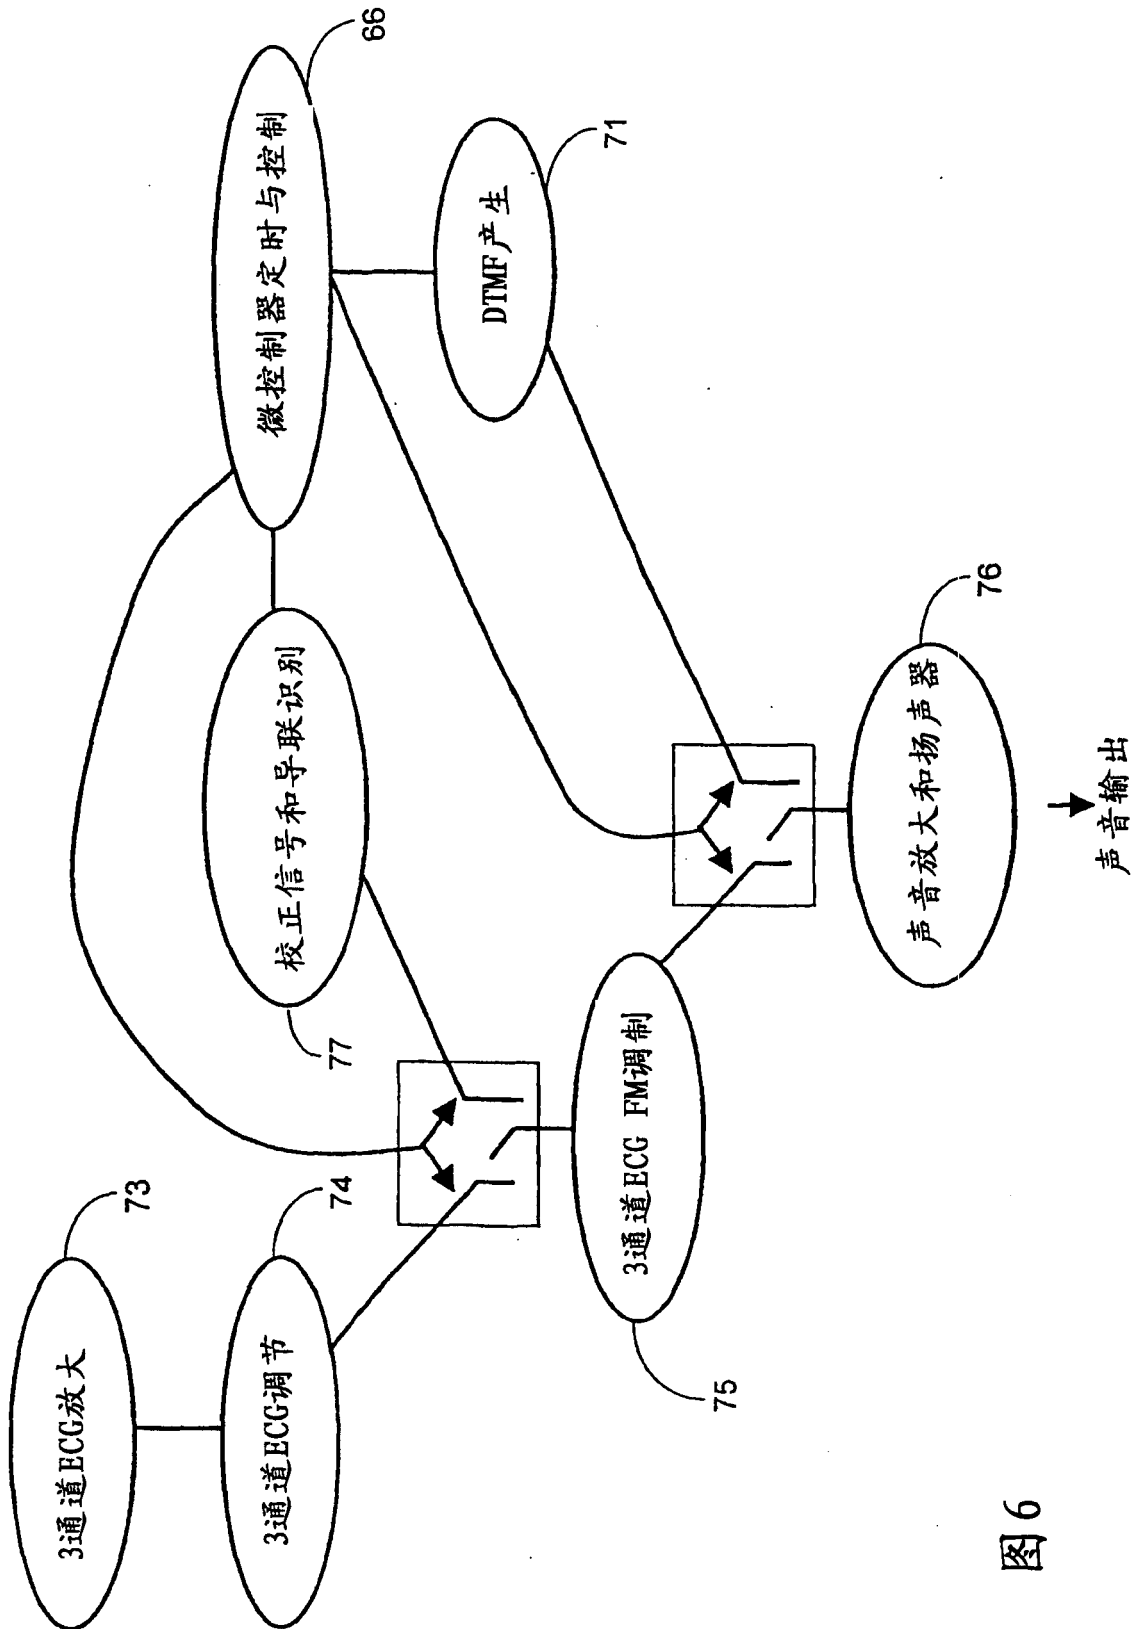 3通道ECG放大
73
3通道ECG调节
74
微控制器定时与控制
66
校正信号和导联识别
77
DTMF产生
71
3通道ECG FM调制
75
声音放大和扬声器
76
声音输出
图6